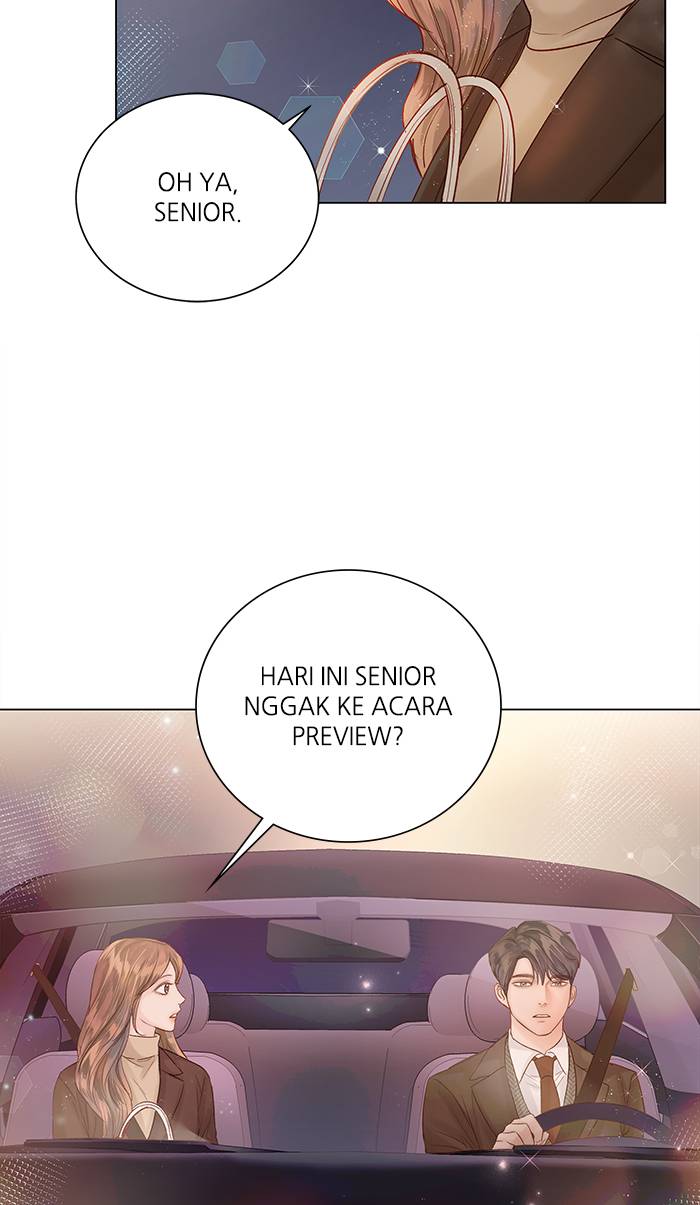 OH YA,
SENIOR.
HARI INI SENIOR
NGGAK KE ACARA
PREVIEW?